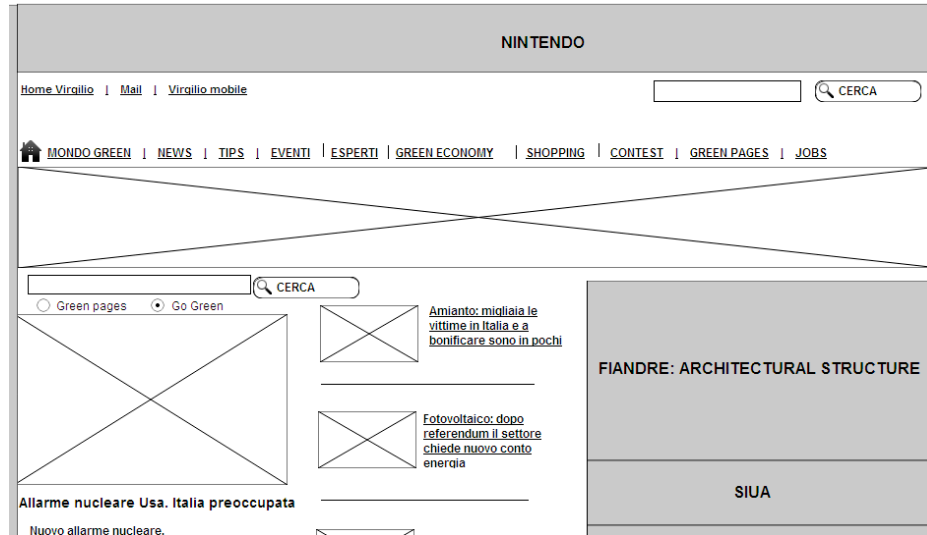 NINTENDO
Home Virgilio | Mail | Virgilio mobile
CERCA
MONDO GREEN | NEWS | TIPS | EVENTI | ESPERTI | GREEN ECONOMY | SHOPPING | CONTEST | GREEN PAGES | JOBS
CERCA
Green pages Go Green
Amianto: migliaia le
vittime in Italia e a
bonificare sono in pochi
Fotovoltaico: dopo
referendum il settore
chiede nuovo conto
energia
Allarme nucleare Usa. Italia preoccupata
Nuovo allarme nucleare.
FIANDRE: ARCHITECTURAL STRUCTURE
SIUA